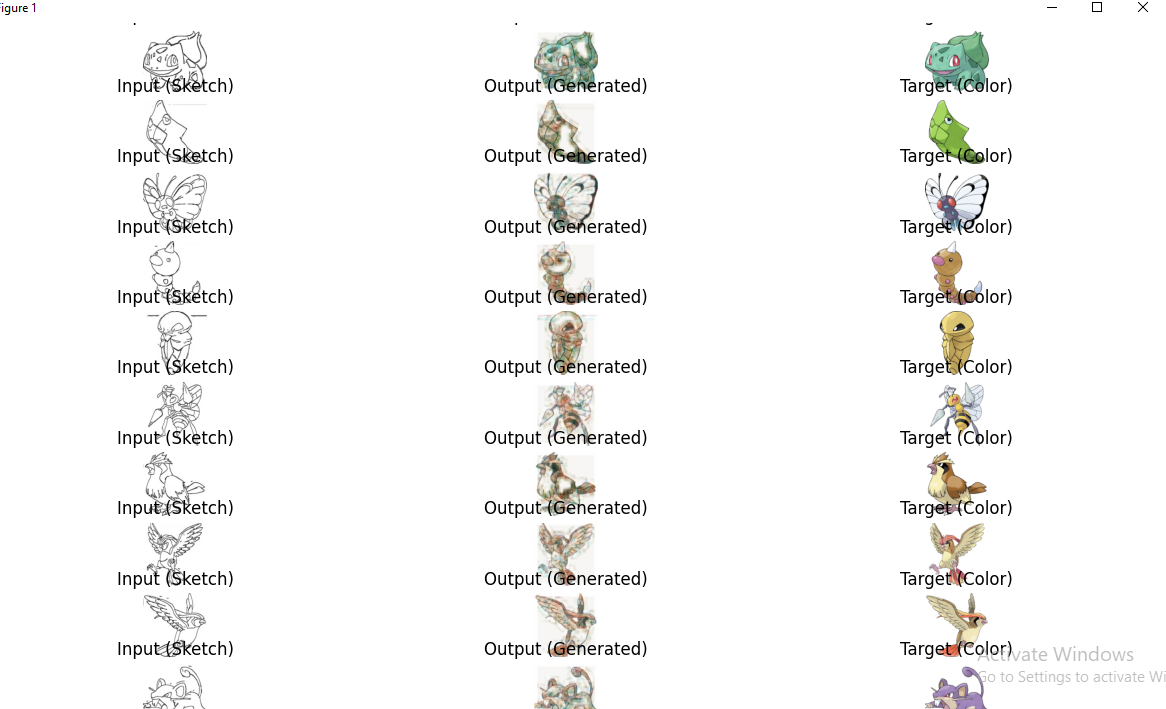 igure 1
Input (Sketch) Output (Generated) Target (Color)
Input (Sketch) Output (Generated) Target (Color)
Input (Sketch) Output (Generated) Target (Color)
Input (Sketch) Output (Generated) Target (Color)
Input (Sketch) Output (Generated) Target (Color)
Input (Sketch) Output (Generated) Target (Color)
Input (Sketch) Output (Generated) Target (Color)
Input (Sketch) Output (Generated) Target (Color)
Input (Sketch) Output (Generated) Target (Color)
Activate Windows
Go to Settings to activate Wi